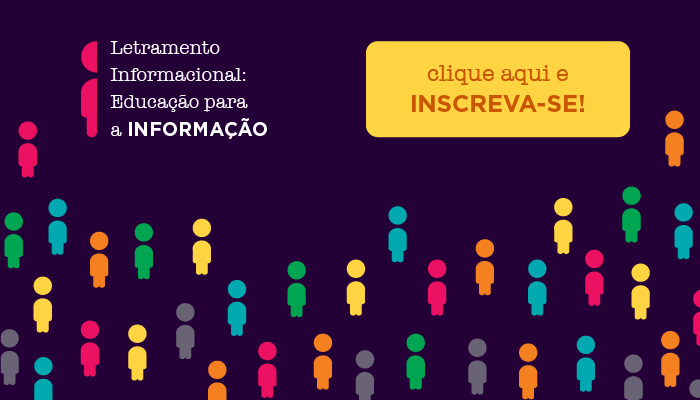 Letramento
Informacional:
Educação para
a INFORMAÇÃO
clique aqui e
INSCREVA-SE!